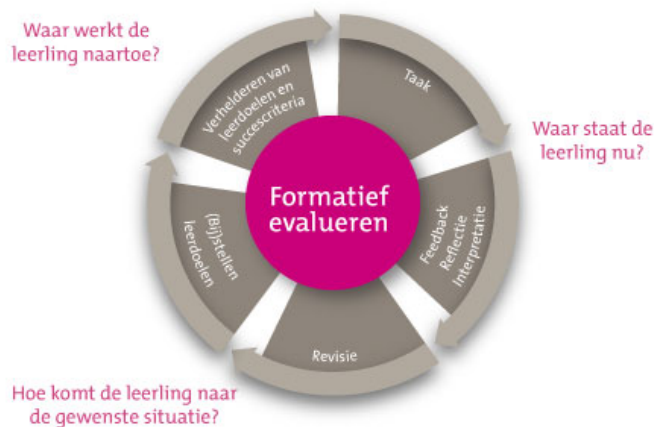 Waar werkt de
leerling naartoe?
Verhelderen van
leerdoelen en
succescriteria
Taak
Waar staat de
leerling nu?
Formatief
evalueren
Feedback
Reflectie
Interpretatie
(Bij)stellen
leerdoelen
Revisie
Hoe komt de leerling naar
de gewenste situatie?